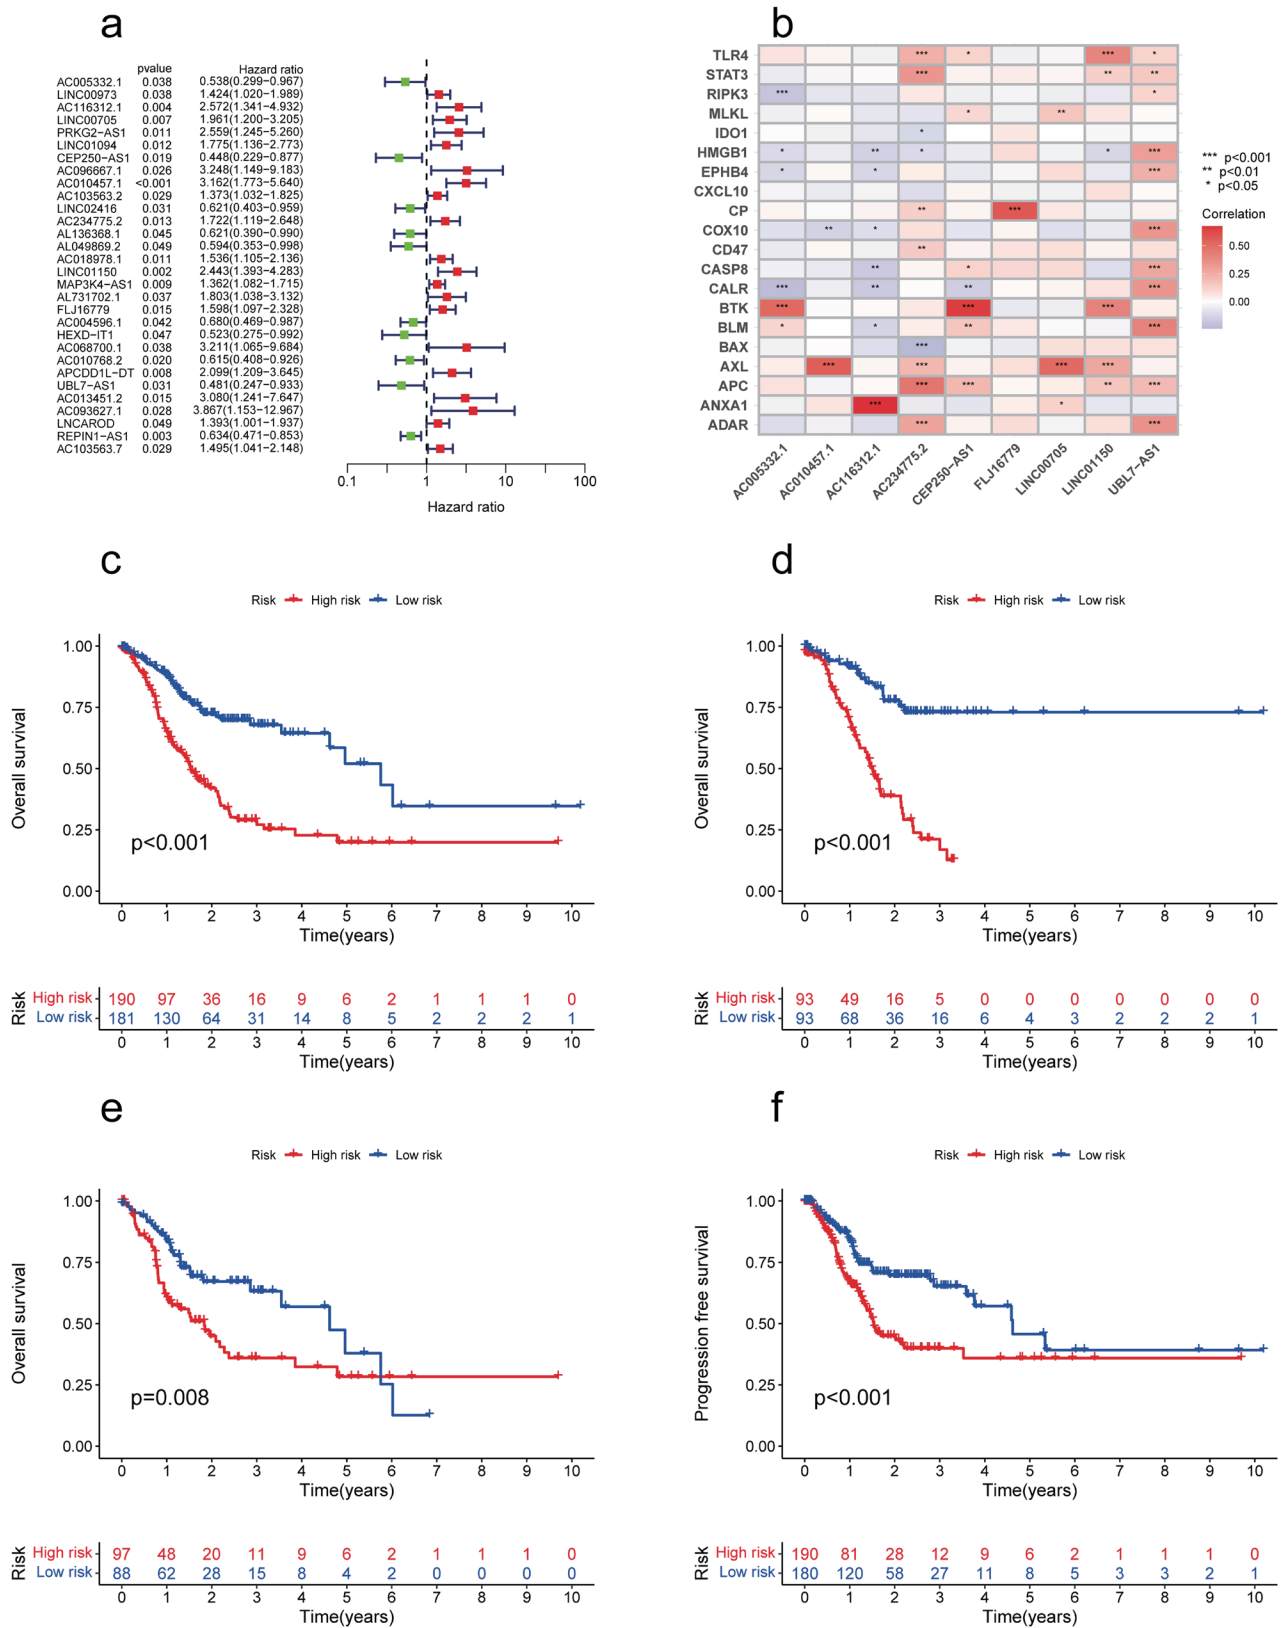 a
pvalue Hazard ratio
AC005332.1 0.038 0.538(0.299−0.967)
LINC00973 0.038 1.424(1.020−1.989)
AC116312.1 0.004 2.572(1.341−4.932)
LINC00705 0.007 1.961(1.200−3.205)
PRKG2−AS1 0.011 2.559(1.245−5.260)
LINC01094 0.012 1.775(1.136−2.773)
CEP250−AS1 0.019 0.448(0.229−0.877)
AC096667.1 0.026 3.248(1.149−9.183)
AC010457.1 <0.001 3.162(1.773−5.640)
AC103563.2 0.029 1.373(1.032−1.825)
LINC02416 0.031 0.621(0.403−0.959)
AC234775.2 0.013 1.722(1.119−2.648)
AL136368.1 0.045 0.621(0.390−0.990)
AL049869.2 0.049 0.594(0.353−0.998)
AC018978.1 0.011 1.536(1.105−2.136)
LINC01150 0.002 2.443(1.393−4.283)
MAP3K4−AS1 0.009 1.362(1.082−1.715)
AL731702.1 0.037 1.803(1.038−3.132)
FLJ16779 0.015 1.598(1.097−2.328)
AC004596.1 0.042 0.680(0.469−0.987)
HEXD−IT1 0.047 0.523(0.275−0.992)
AC068700.1 0.038 3.211(1.065−9.684)
AC010768.2 0.020 0.615(0.408−0.926)
APCDD1L−DT 0.008 2.099(1.209−3.645)
UBL7−AS1 0.031 0.481(0.247−0.933)
AC013451.2 0.015 3.080(1.241−7.647)
AC093627.1 0.028 3.867(1.153−12.967)
LNCAROD 0.049 1.393(1.001−1.937)
REPIN1−AS1 0.003 0.634(0.471−0.853)
AC103563.7 0.029 1.495(1.041−2.148)
0.1 1 10 100
Hazard ratio
b
TLR4 *** * *** *
STAT3 *** ** **
RIPK3 *** *
MLKL * **
IDO1 *
HMGB1 * ** * * ***
EPHB4 * * ***
CXCL10
CP ** ***
COX10 ** * ***
CD47 **
CASP8 ** * ***
CALR *** ** ** ***
BTK *** *** ***
BLM * * ** ***
BAX ***
AXL *** *** *** ***
APC *** *** ** ***
ANXA1 *** *
ADAR *** ***
AC005332.1 AC010457.1 AC116312.1 AC234775.2 CEP250−AS1 FLJ16779 LINC00705 LINC01150 UBL7−AS1
*** p<0.001
** p<0.01
* p<0.05
Correlation
0.50
0.25
0.00
c
Risk High risk Low risk
Overall survival
1.00
0.75
0.50
0.25
0.00
p<0.001
0 1 2 3 4 5 6 7 8 9 10
Time(years)
Risk
High risk 190 97 36 16 9 6 2 1 1 1 0
Low risk 181 130 64 31 14 8 5 2 2 2 1
0 1 2 3 4 5 6 7 8 9 10
Time(years)
d
Risk High risk Low risk
Overall survival
1.00
0.75
0.50
0.25
0.00
p<0.001
0 1 2 3 4 5 6 7 8 9 10
Time(years)
Risk
High risk 93 49 16 5 0 0 0 0 0 0 0
Low risk 93 68 36 16 6 4 3 2 2 2 1
0 1 2 3 4 5 6 7 8 9 10
Time(years)
e
Risk High risk Low risk
Overall survival
1.00
0.75
0.50
0.25
0.00
p=0.008
0 1 2 3 4 5 6 7 8 9 10
Time(years)
Risk
High risk 97 48 20 11 9 6 2 1 1 1 0
Low risk 88 62 28 15 8 4 2 0 0 0 0
0 1 2 3 4 5 6 7 8 9 10
Time(years)
f
Risk High risk Low risk
Progression free survival
1.00
0.75
0.50
0.25
0.00
p<0.001
0 1 2 3 4 5 6 7 8 9 10
Time(years)
Risk
High risk 190 81 28 12 9 6 2 1 1 1 0
Low risk 180 120 58 27 11 8 5 3 3 2 1
0 1 2 3 4 5 6 7 8 9 10
Time(years)